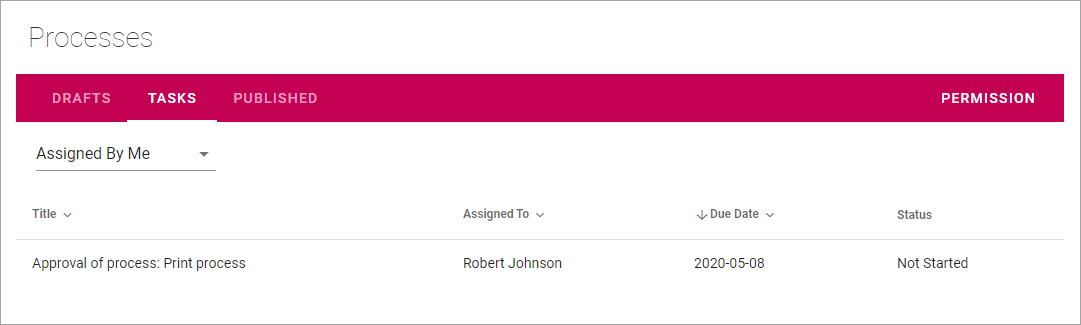 Processes
DRAFTS TASKS PUBLISHED PERMISSION
Assigned By Me
Title Assigned To Due Date Status
Approval of process: Print process Robert Johnson 2020-05-08 Not Started